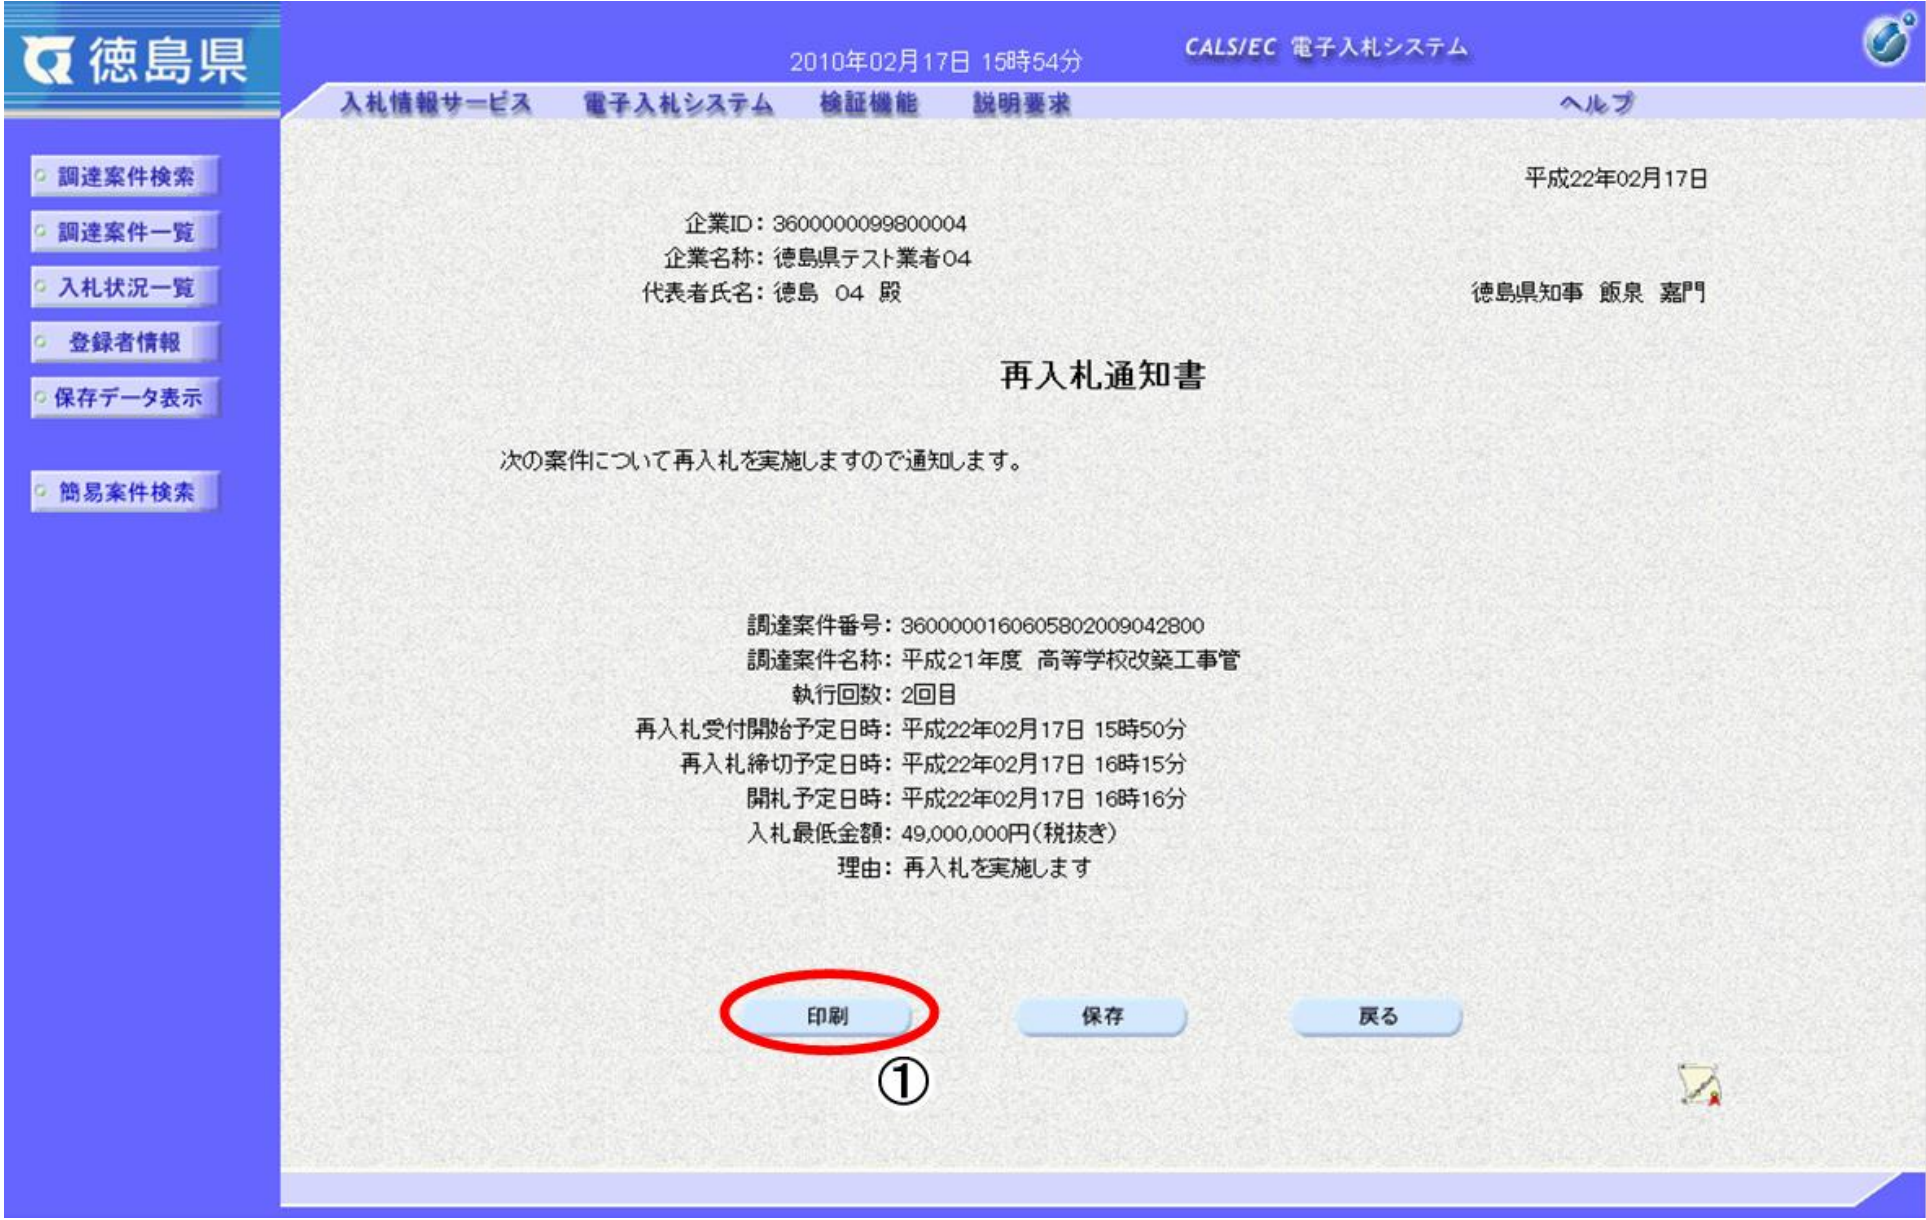 徳島県
2010年02月17日 15時54分
CALS/EC 電子入札システム
入札情報サービス 電子入札システム 検証機能 説明要求 ヘルプ
調達案件検索
調達案件一覧
入札状況一覧
登録者情報
保存データ表示
簡易案件検索
平成22年02月17日
企業ID：3600000099800004
企業名称：徳島県テスト業者04
代表者氏名：徳島 04 殿
徳島県知事 飯泉 嘉門
再入札通知書
次の案件について再入札を実施しますので通知します。
調達案件番号：3600000160605802009042800
調達案件名称：平成21年度 高等学校改築工事管
執行回数：2回目
再入札受付開始予定日時：平成22年02月17日 15時50分
再入札締切予定日時：平成22年02月17日 16時15分
開札予定日時：平成22年02月17日 16時16分
入札最低金額：49,000,000円（税抜き）
理由：再入札を実施します
印刷 保存 戻る
①